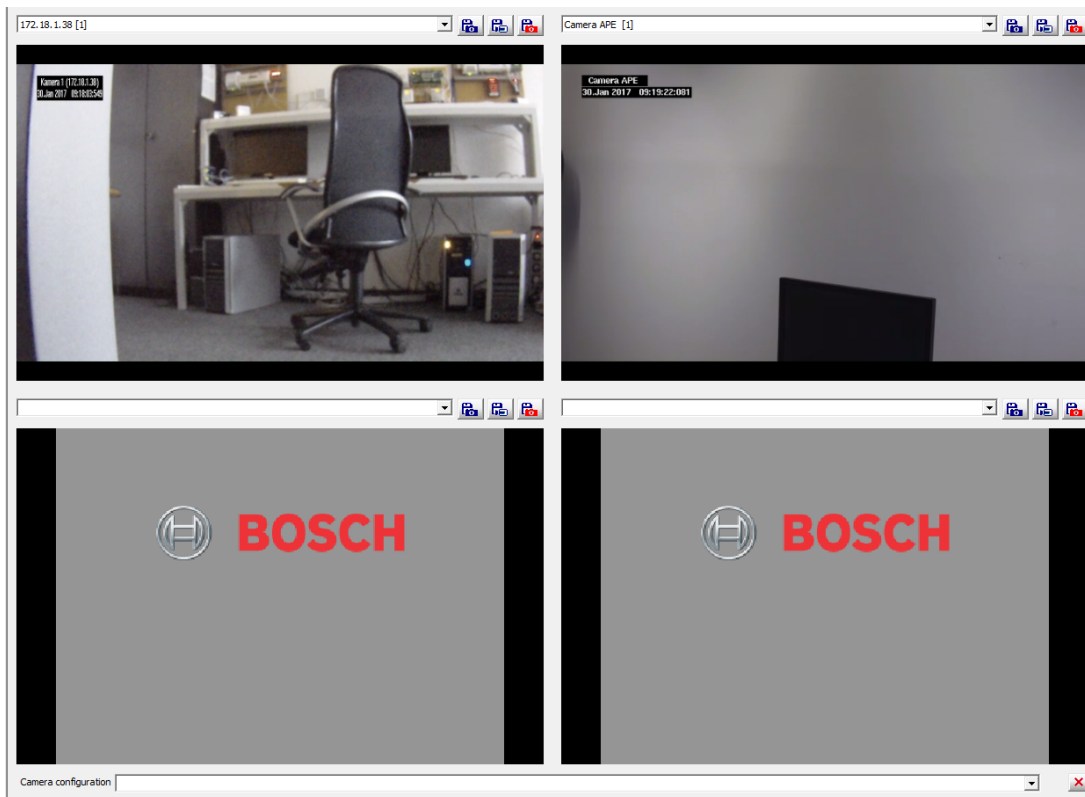 172.18.1.38 [1]
Camera APE [1]
Kamera 1 (172.18.1.38)
30.Jan 2017 09:18:03:549
Camera APE
30.Jan 2017 09:19:22:081
BOSCH
BOSCH
Camera configuration